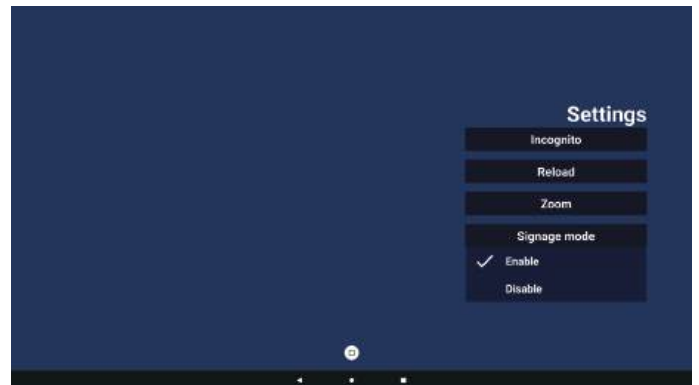 Settings
Incognito
Reload
Zoom
Signage mode
Enable
Disable